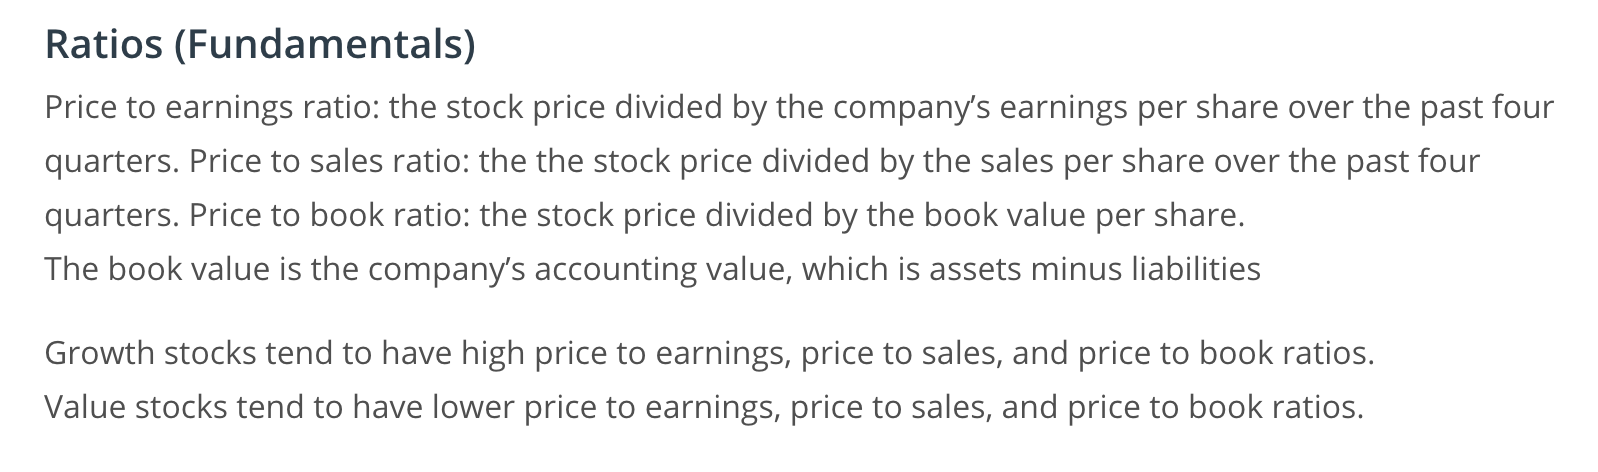 Ratios (Fundamentals)
Price to earnings ratio: the stock price divided by the company’s earnings per share over the past four
quarters. Price to sales ratio: the the stock price divided by the sales per share over the past four
quarters. Price to book ratio: the stock price divided by the book value per share.
The book value is the company’s accounting value, which is assets minus liabilities
Growth stocks tend to have high price to earnings, price to sales, and price to book ratios.
Value stocks tend to have lower price to earnings, price to sales, and price to book ratios.